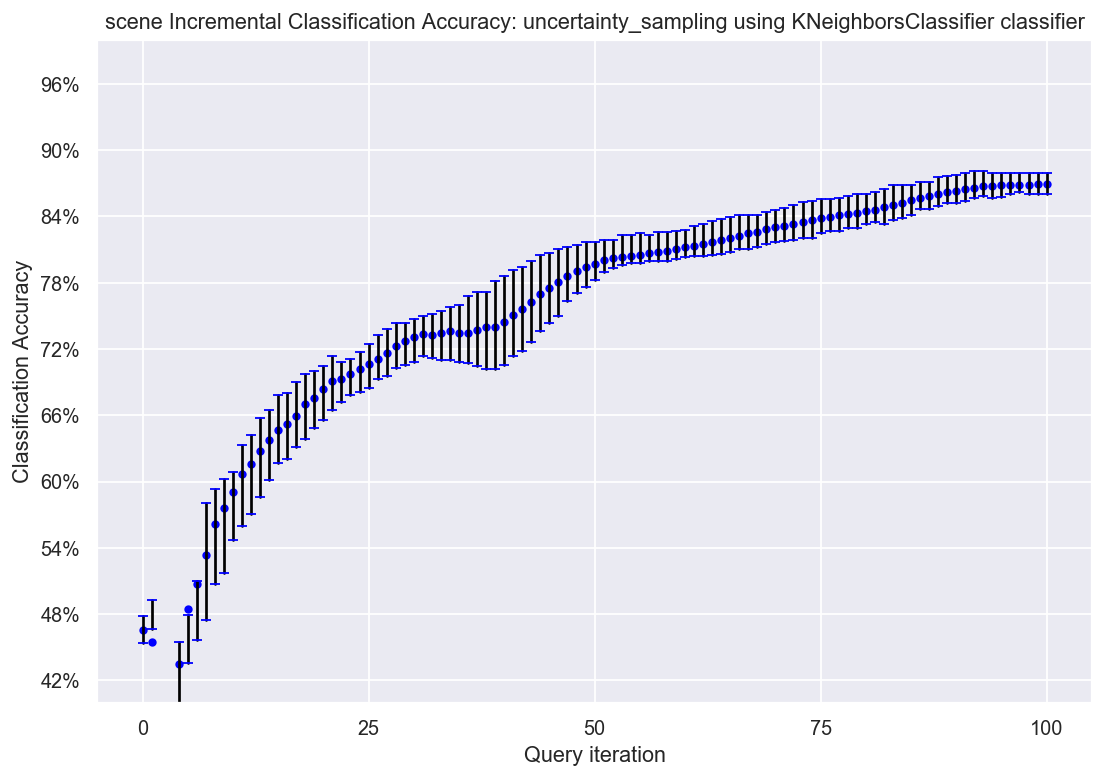 scene Incremental Classification Accuracy: uncertainty_sampling using KNeighborsClassifier classifier
96%
90%
84%
78%
72%
66%
60%
54%
48%
42%
Classification Accuracy
0 25 50 75 100
Query iteration